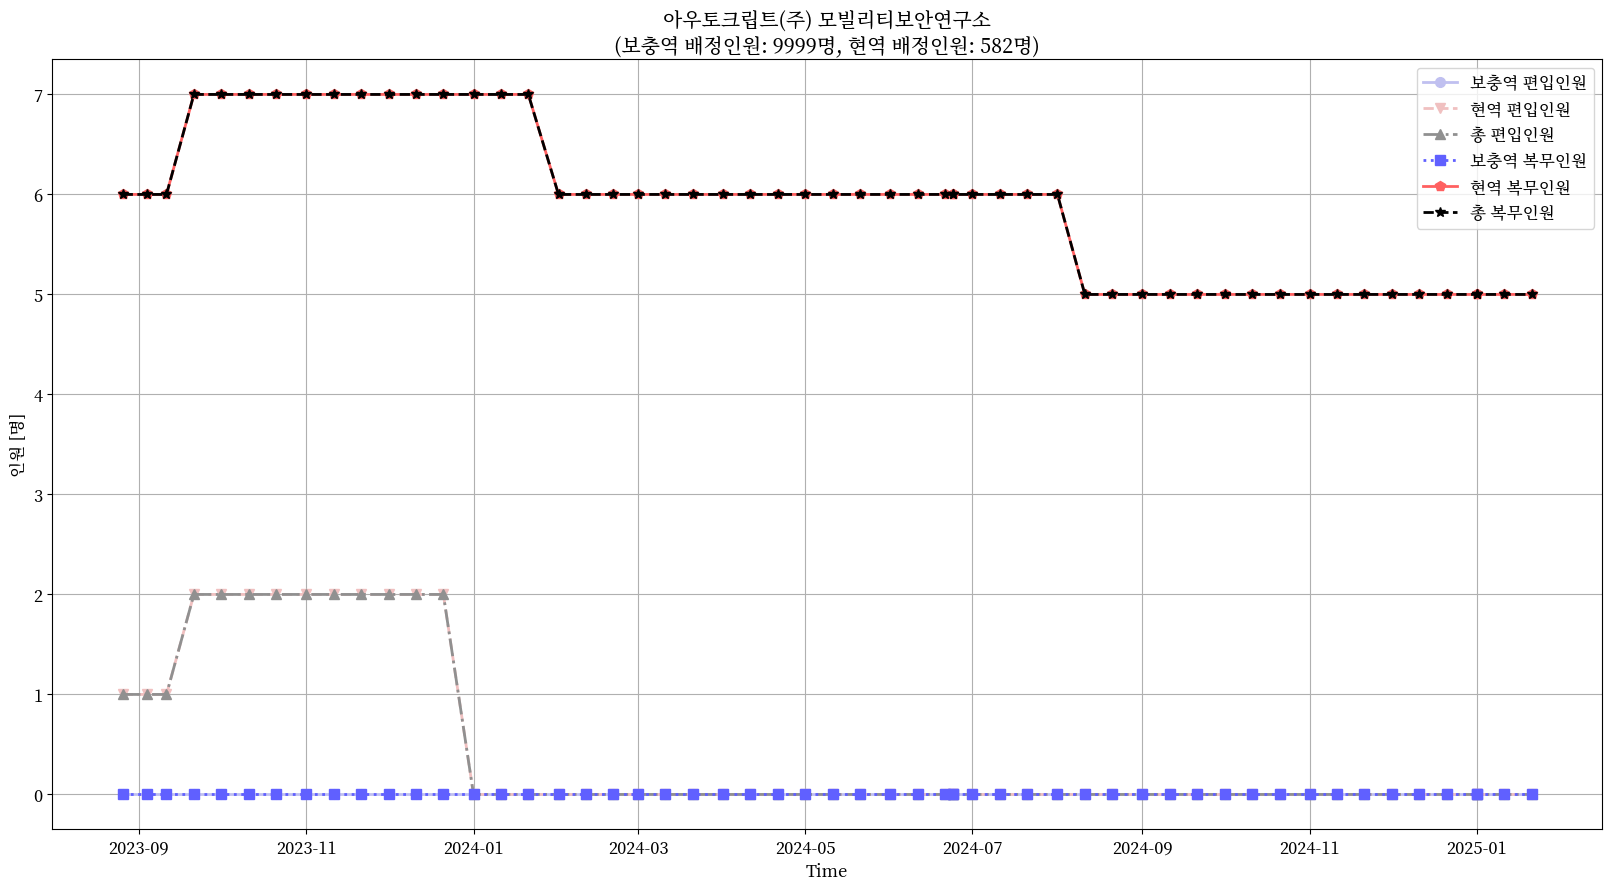 아우토크립트(주) 모빌리티보안연구소
(보충역 배정인원: 9999명, 현역 배정인원: 582명)
보충역 편입인원
현역 편입인원
총 편입인원
보충역 복무인원
현역 복무인원
총 복무인원
인원 [명]
7
6
5
4
3
2
1
0
2023-09
2023-11
2024-01
2024-03
2024-05
2024-07
2024-09
2024-11
2025-01
Time